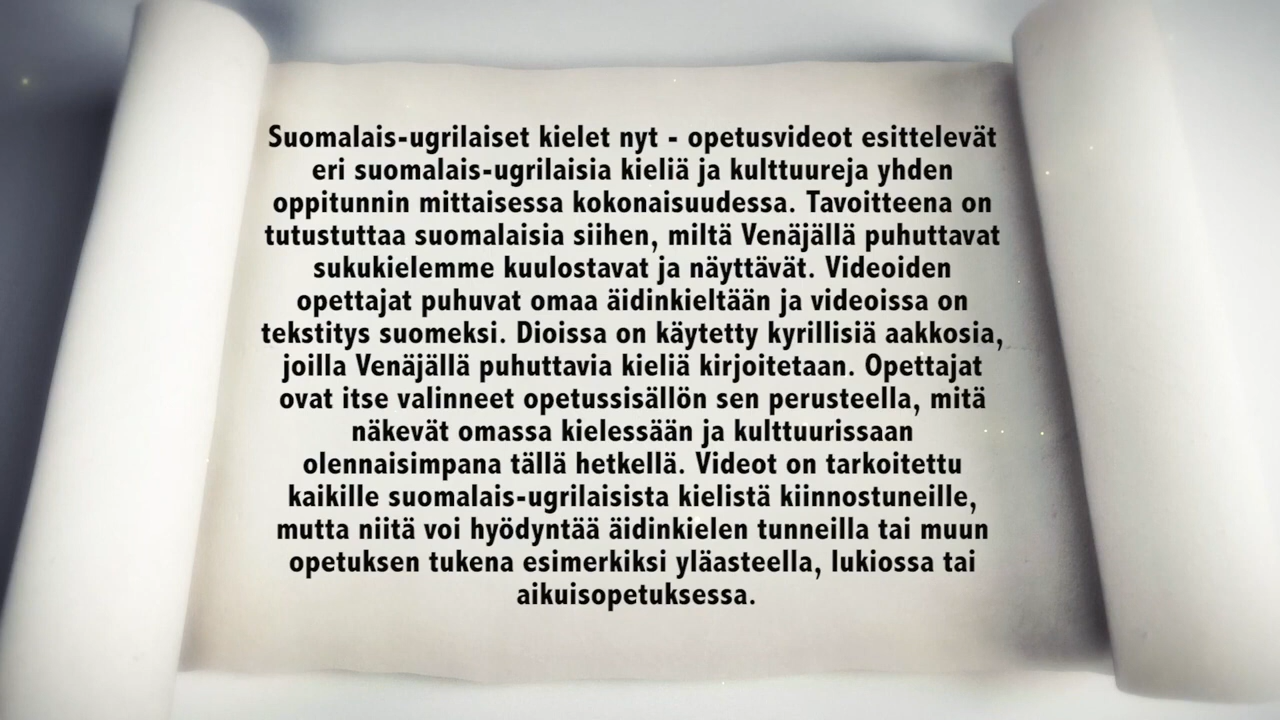 Suomalais-ugrilaiset kielet nyt - opetusvideot esittelevät
eri suomalais-ugrilaisia kieliä ja kulttuureja yhden
oppitunnin mittaisessa kokonaisuudessa. Tavoitteena on
tutustuttaa suomalaisia siihen, miltä Venäjällä puhuttavat
sukukielemme kuulostavat ja näyttävät. Videoiden
opettajat puhuvat omaa äidinkieltään ja videoissa on
tekstitys suomeksi. Dioissa on käytetty kyrillisiä aakkosia,
joilla Venäjällä puhuttavia kieliä kirjoitetaan. Opettajat
ovat itse valinneet opetussisällön sen perusteella, mitä
näkevät omassa kielessään ja kulttuurissaan
olennaisimpana tällä hetkellä. Videot on tarkoitettu
kaikille suomalais-ugrilaisista kielistä kiinnostuneille,
mutta niitä voi hyödyntää äidinkielen tunneilla tai muun
opetuksen tukena esimerkiksi yläasteella, lukiossa tai
aikuisopetuksessa.